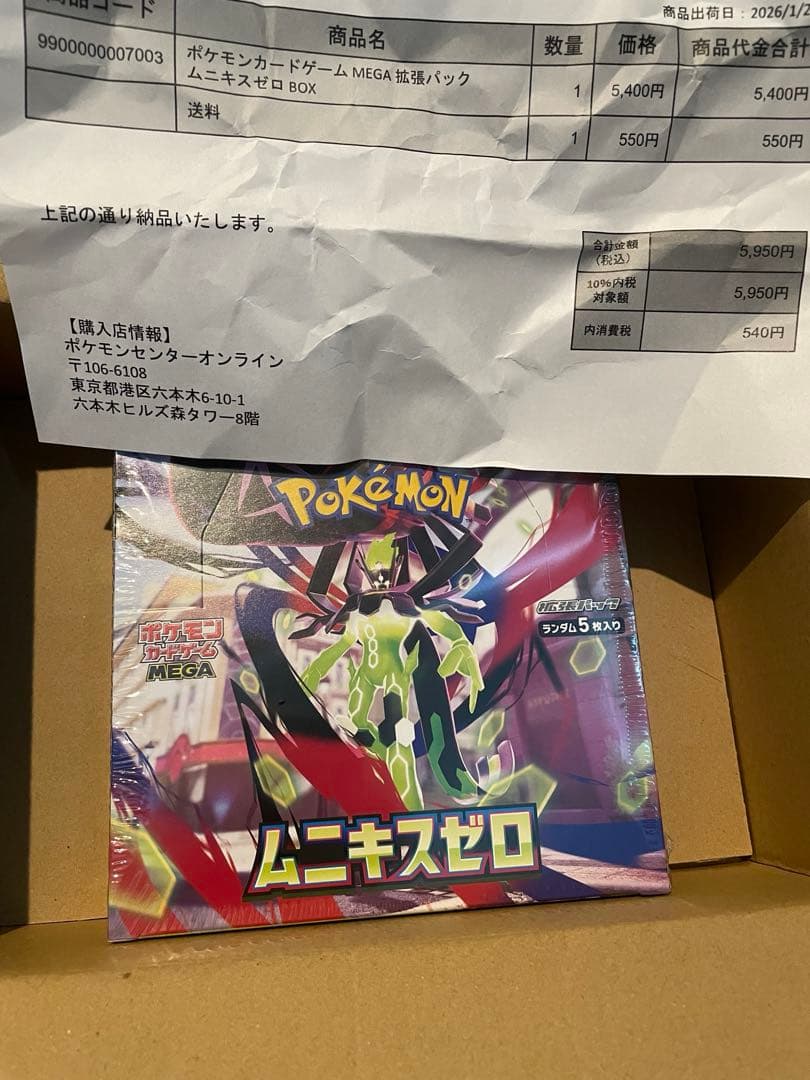 商品コード
商品出荷日：2026/1/2
商品名
数量
価格
商品代金合計
9900000007003
ポケモンカードゲーム MEGA 拡張パック
ムニキスゼロ BOX
1
5,400円
5,400円
送料
1
550円
550円
上記の通り納品いたします。
合計金額
（税込）
5,950円
10%内税
対象額
5,950円
内消費税
540円
【購入店情報】
ポケモンセンターオンライン
〒106-6108
東京都港区六本木6-10-1
六本木ヒルズ森タワー8階
POKéMON
拡張パック
ランダム5枚入り
ポケモン
カードゲーム
MEGA
ムニキスゼロ